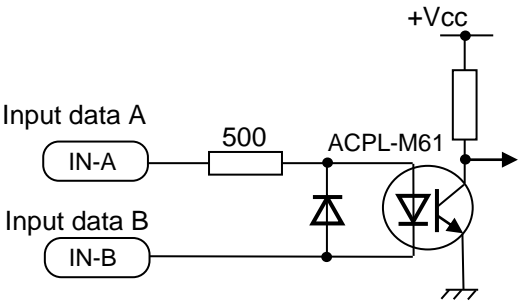 +Vcc
Input data A
500
ACPL-M61
IN-A
Input data B
IN-B